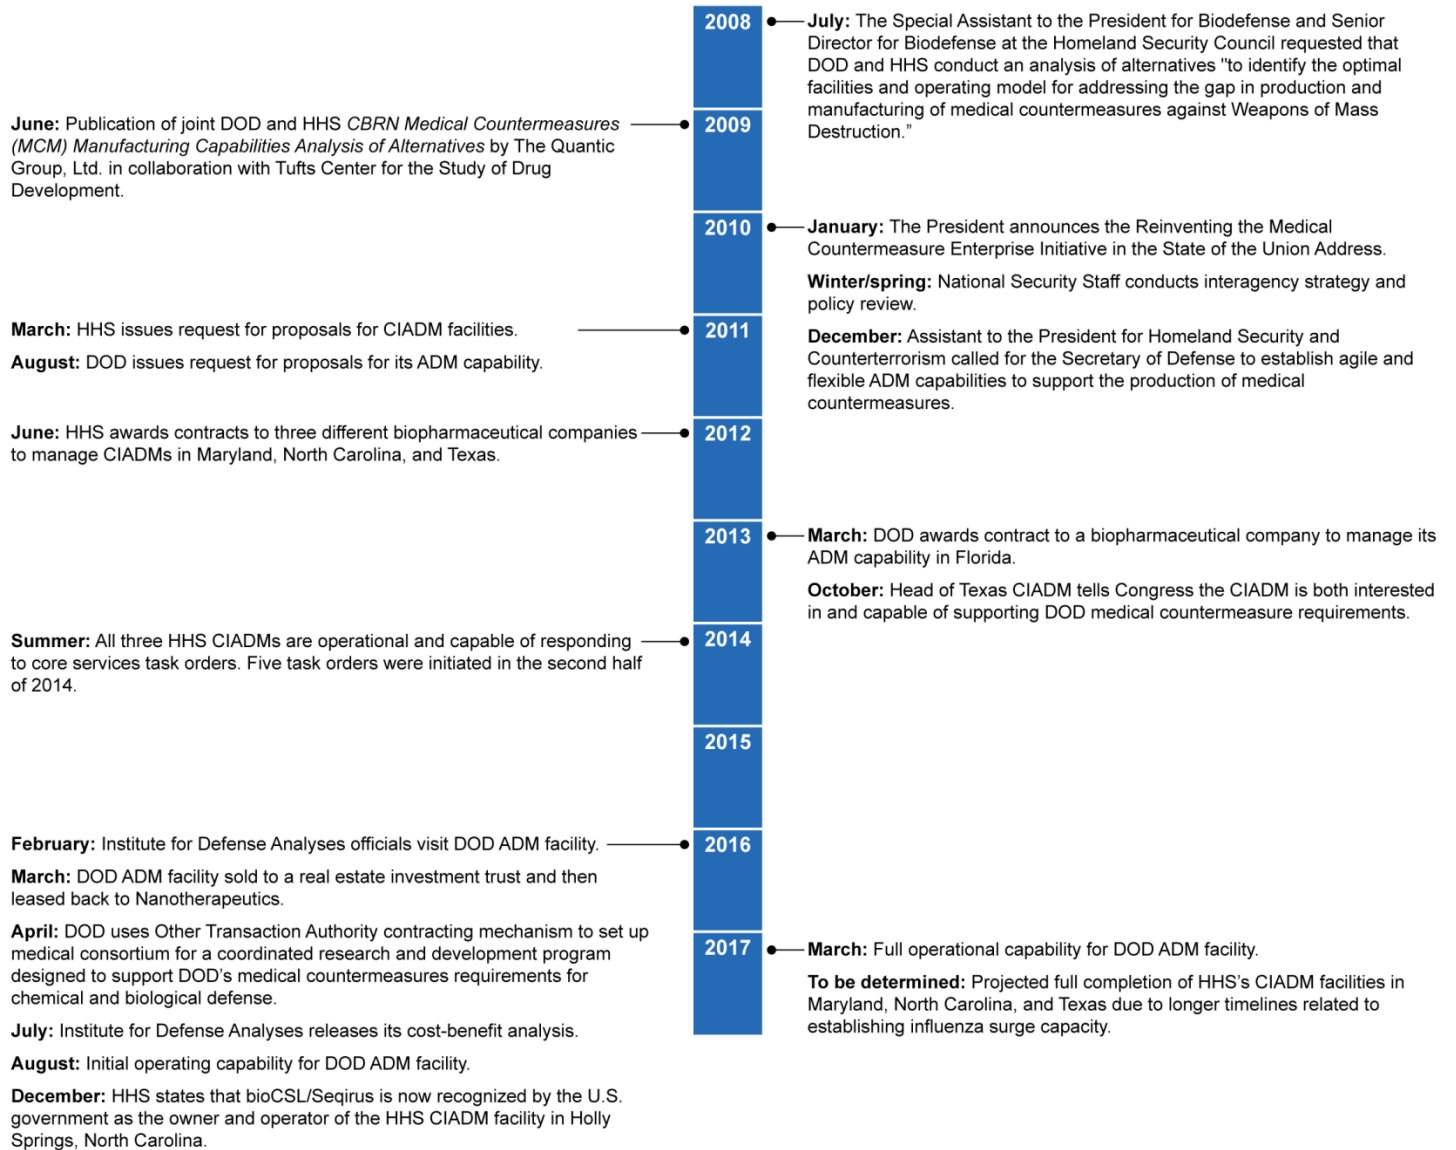 2008
July: The Special Assistant to the President for Biodefense and Senior
Director for Biodefense at the Homeland Security Council requested that
DOD and HHS conduct an analysis of alternatives "to identify the optimal
facilities and operating model for addressing the gap in production and
manufacturing of medical countermeasures against Weapons of Mass
Destruction.”
June: Publication of joint DOD and HHS CBRN Medical Countermeasures
(MCM) Manufacturing Capabilities Analysis of Alternatives by The Quantic
Group, Ltd. in collaboration with Tufts Center for the Study of Drug
Development.
2009
2010
January: The President announces the Reinventing the Medical
Countermeasure Enterprise Initiative in the State of the Union Address.
Winter/spring: National Security Staff conducts interagency strategy and
policy review.
December: Assistant to the President for Homeland Security and
Counterterrorism called for the Secretary of Defense to establish agile and
flexible ADM capabilities to support the production of medical
countermeasures.
March: HHS issues request for proposals for CIADM facilities.
August: DOD issues request for proposals for its ADM capability.
2011
June: HHS awards contracts to three different biopharmaceutical companies
to manage CIADMs in Maryland, North Carolina, and Texas.
2012
2013
March: DOD awards contract to a biopharmaceutical company to manage its
ADM capability in Florida.
October: Head of Texas CIADM tells Congress the CIADM is both interested
in and capable of supporting DOD medical countermeasure requirements.
Summer: All three HHS CIADMs are operational and capable of responding
to core services task orders. Five task orders were initiated in the second half
of 2014.
2014
2015
February: Institute for Defense Analyses officials visit DOD ADM facility.
March: DOD ADM facility sold to a real estate investment trust and then
leased back to Nanotherapeutics.
April: DOD uses Other Transaction Authority contracting mechanism to set up
medical consortium for a coordinated research and development program
designed to support DOD's medical countermeasures requirements for
chemical and biological defense.
July: Institute for Defense Analyses releases its cost-benefit analysis.
August: Initial operating capability for DOD ADM facility.
December: HHS states that bioCSL/Seqirus is now recognized by the U.S.
government as the owner and operator of the HHS CIADM facility in Holly
Springs, North Carolina.
2016
2017
March: Full operational capability for DOD ADM facility.
To be determined: Projected full completion of HHS's CIADM facilities in
Maryland, North Carolina, and Texas due to longer timelines related to
establishing influenza surge capacity.